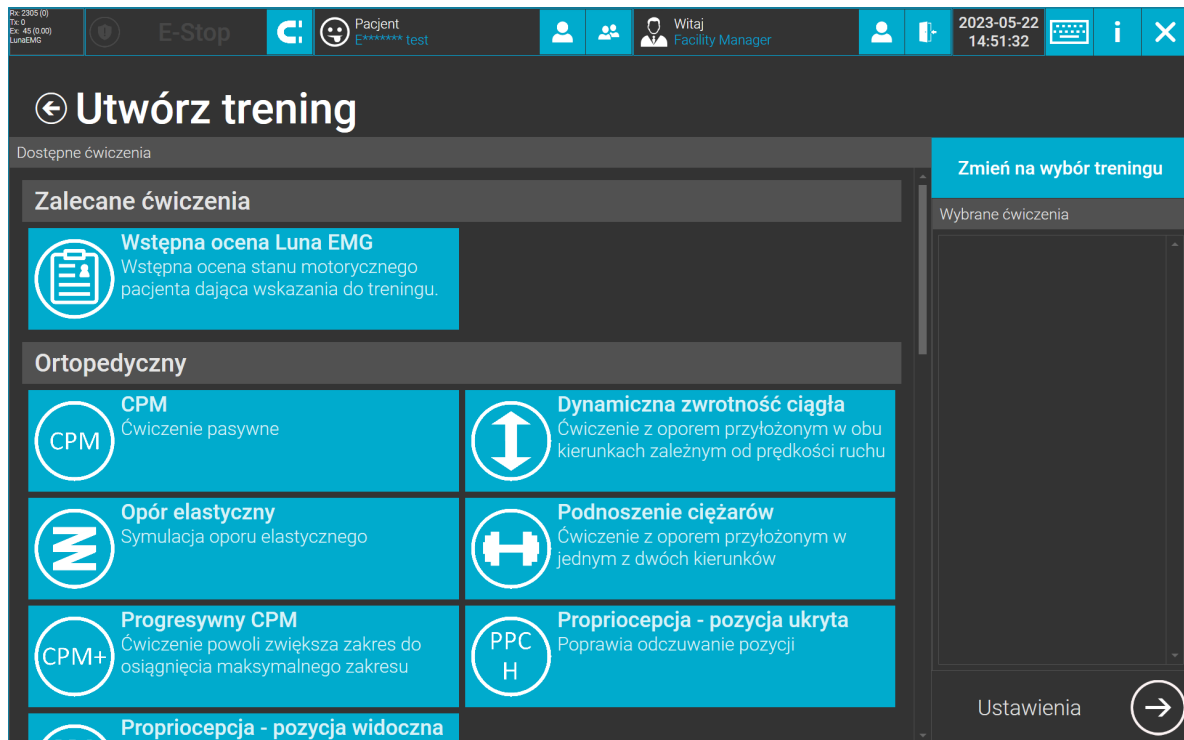 Rx: 2305 (0)
Tx: 0
Ex: 45 (0.00)
LunaEMG
E-Stop
Pacjent
E******* test
Witaj
Facility Manager
2023-05-22
14:51:32
i
Utwórz trening
Dostępne ćwiczenia
Zmień na wybór treningu
Wybrane ćwiczenia
Zalecane ćwiczenia
Wstępna ocena Luna EMG
Wstępna ocena stanu motorycznego
pacjenta dająca wskazania do treningu.
Ortopedyczny
CPM
CPM
Ćwiczenie pasywne
Dynamiczna zwrotność ciągła
Ćwiczenie z oporem przyłożonym w obu
kierunkach zależnym od prędkości ruchu
Opór elastyczny
Symulacja oporu elastycznego
Podnoszenie ciężarów
Ćwiczenie z oporem przyłożonym w
jednym z dwóch kierunków
CPM+
Progresywny CPM
Ćwiczenie powoli zwiększa zakres do
osiągnięcia maksymalnego zakresu
PPC
H
Propriocepcja - pozycja ukryta
Poprawia odczuwanie pozycji
Propriocepcja - pozycja widoczna
Ustawienia